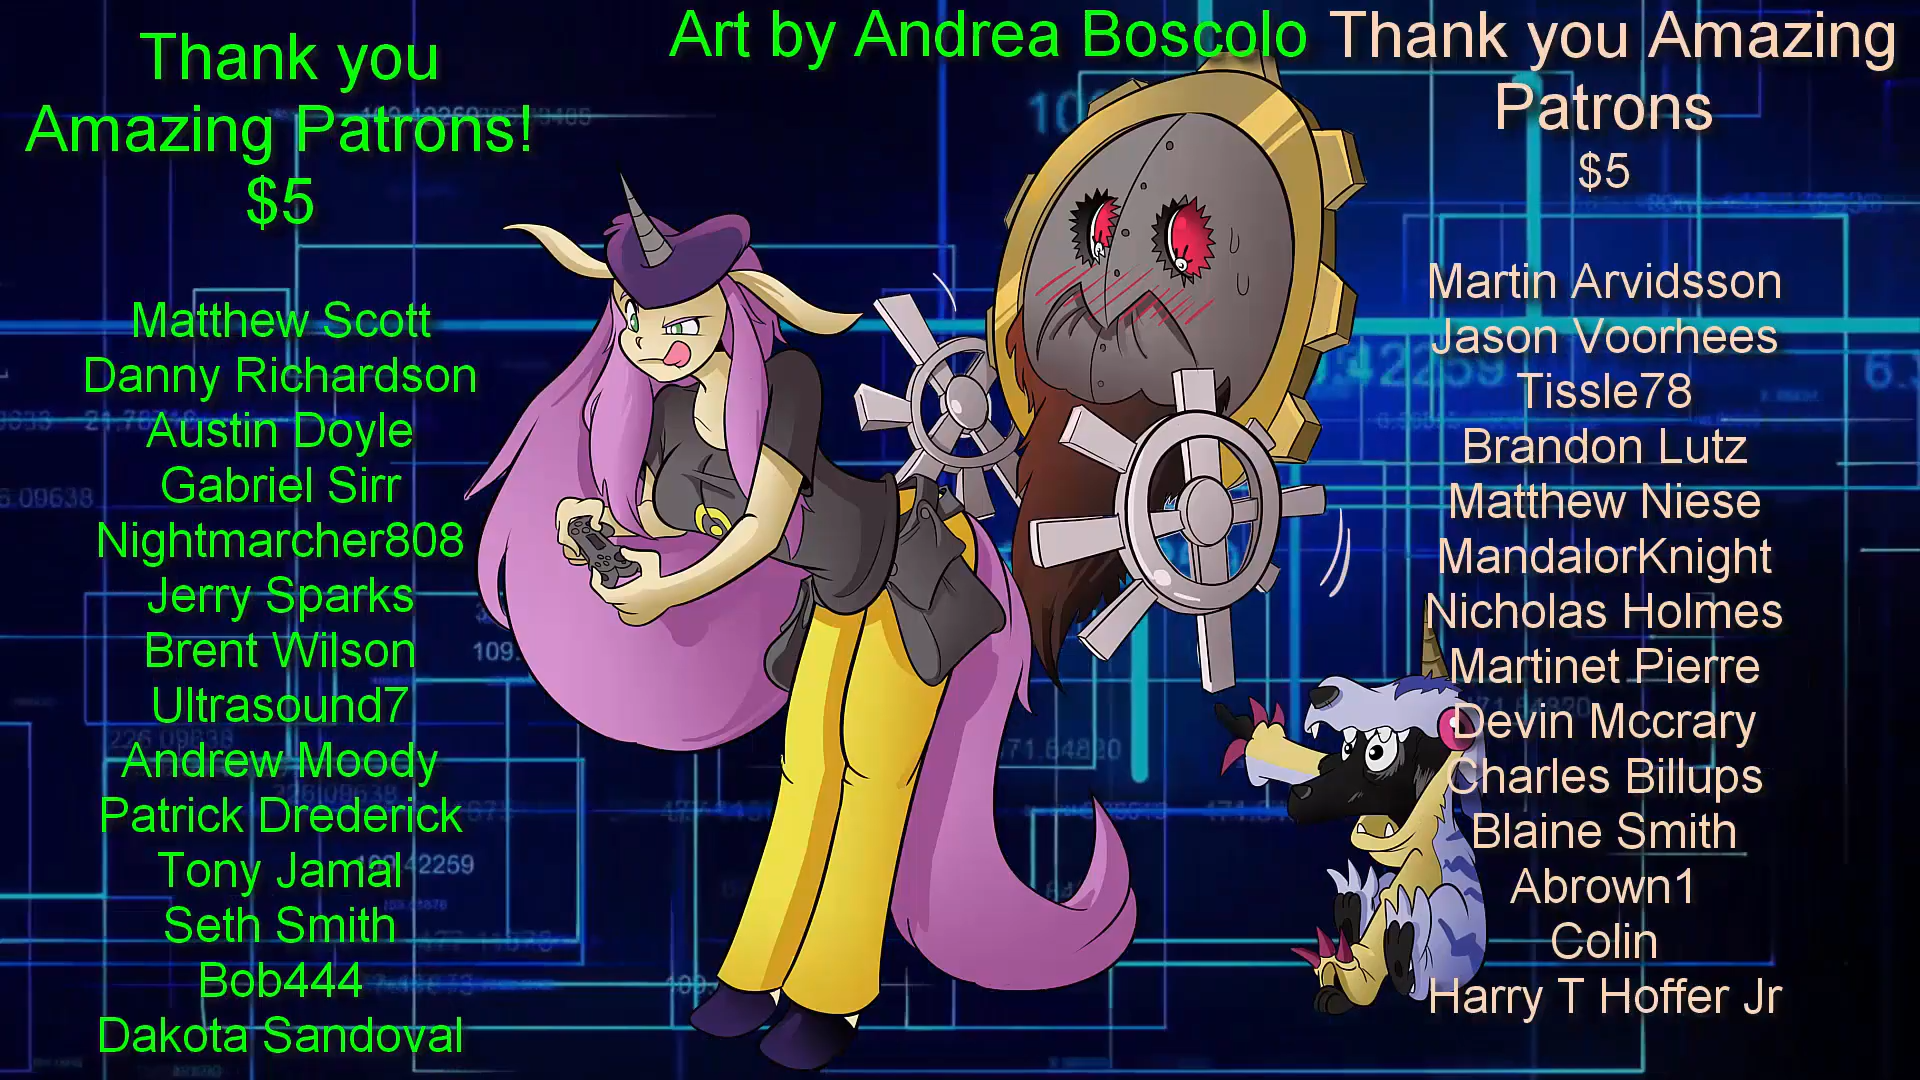 Thank you
Amazing Patrons!
$5
Matthew Scott
Danny Richardson
Austin Doyle
Gabriel Sirr
Nightmarcher808
Jerry Sparks
Brent Wilson
Ultrasound7
Andrew Moody
Patrick Drederick
Tony Jamal
Seth Smith
Bob444
Dakota Sandoval
Art by Andrea Boscolo
Thank you Amazing
Patrons
$5
Martin Arvidsson
Jason Voorhees
Tissle78
Brandon Lutz
Matthew Niese
MandalorKnight
Nicholas Holmes
Martinet Pierre
Devin Mccrary
Charles Billups
Blaine Smith
Abrown1
Colin
Harry T Hoffer Jr